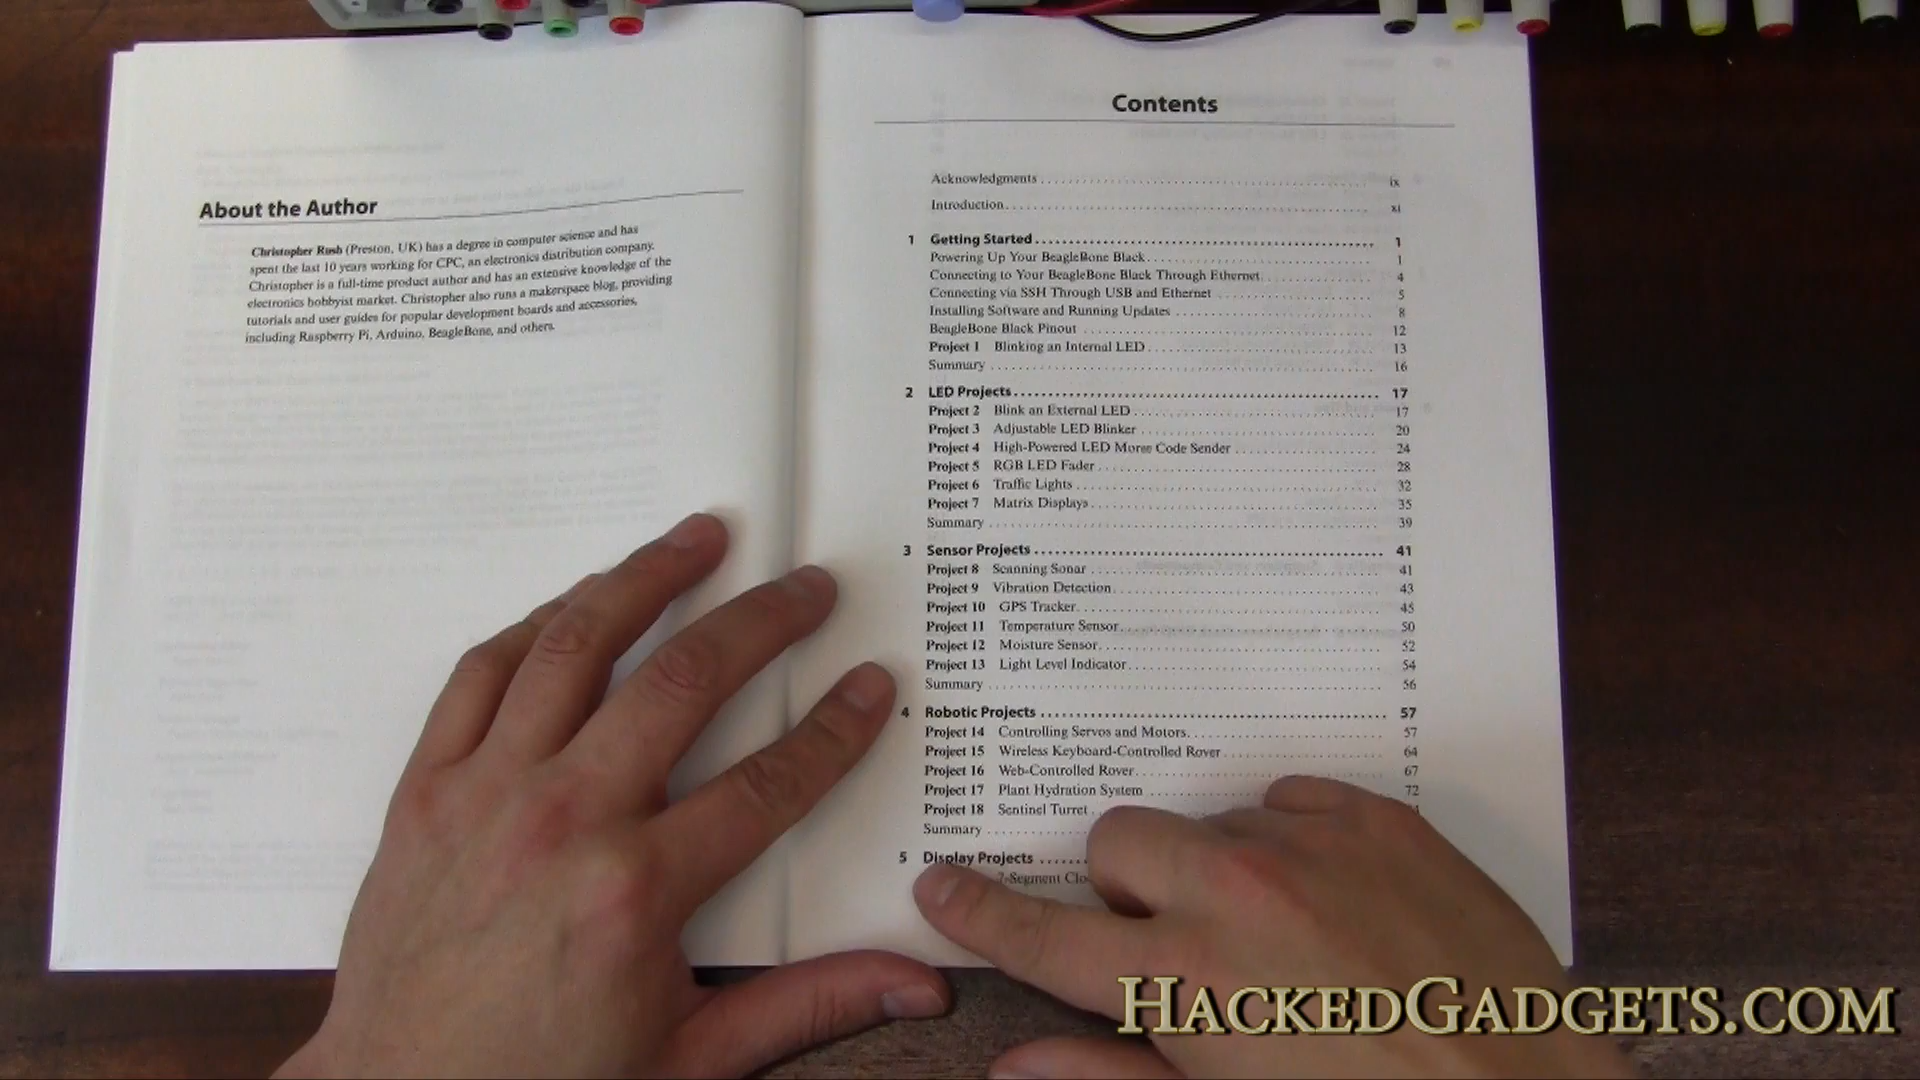 About the Author
Christopher Rush (Preston, UK) has a degree in computer science and has
spent the last 10 years working for CPC, an electronics distribution company.
Christopher is a full-time product author and has an extensive knowledge of the
electronics hobbyist market. Christopher also runs a makerspace blog, providing
tutorials and user guides for popular development boards and accessories,
including Raspberry Pi, Arduino, BeagleBone, and others.
Contents
Acknowledgments ix
Introduction xi
1 Getting Started 1
Powering Up Your BeagleBone Black 1
Connecting to Your BeagleBone Black Through Ethernet 4
Connecting via SSH Through USB and Ethernet 5
Installing Software and Running Updates 8
BeagleBone Black Pinout 12
Project 1 Blinking an Internal LED 13
Summary 16
2 LED Projects 17
Project 2 Blink an External LED 17
Project 3 Adjustable LED Blinker 20
Project 4 High-Powered LED Morse Code Sender 24
Project 5 RGB LED Fader 28
Project 6 Traffic Lights 32
Project 7 Matrix Displays 35
Summary 39
3 Sensor Projects 41
Project 8 Scanning Sonar 41
Project 9 Vibration Detection 43
Project 10 GPS Tracker 45
Project 11 Temperature Sensor 50
Project 12 Moisture Sensor 52
Project 13 Light Level Indicator 54
Summary 56
4 Robotic Projects 57
Project 14 Controlling Servos and Motors 57
Project 15 Wireless Keyboard-Controlled Rover 64
Project 16 Web-Controlled Rover 67
Project 17 Plant Hydration System 72
Project 18 Sentinel Turret
Summary
5 Display Projects
7-Segment
HACKEDGADGETS.COM